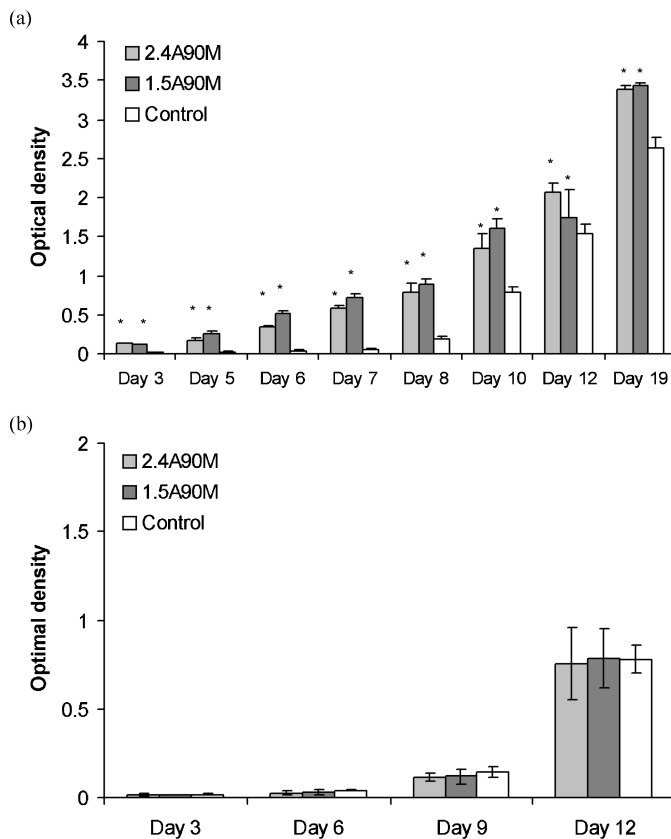 (a)
4
3.5
3
2.5
2
1.5
1
0.5
0
Optical density
2.4A90M
1.5A90M
Control
* * * * * * * * * * * * * * * *
Day 3 Day 5 Day 6 Day 7 Day 8 Day 10 Day 12 Day 19
(b)
2
1.5
1
0.5
0
Optimal density
2.4A90M
1.5A90M
Control
Day 3 Day 6 Day 9 Day 12